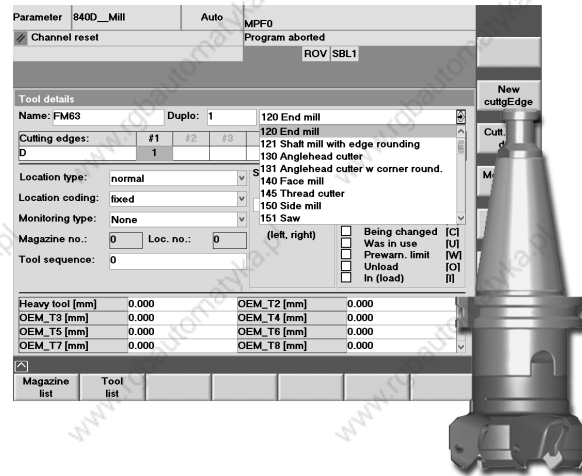 Parameter 840D__Mill Auto MPF0
Channel reset Program aborted
ROV SBL1
Tool details
New
cuttgEdge
Name: FM63 Duplo: 1 120 End mill
Cutting edges: #1 #2 #3
D 1
120 End mill
121 Shaft mill with edge rounding
130 Anglehead cutter
131 Anglehead cutter w corner round.
140 Face mill
145 Thread cutter
150 Side mill
151 Saw
Cutt.
Location type: normal
Location coding: fixed
Monitoring type: None
Magazine no.: 0 Loc. no.: 0
Tool sequence: 0
(left, right)
Being changed [C]
Was in use [U]
Prewarn. limit [W]
Unload [O]
In (load) [I]
Heavy tool [mm] 0.000 OEM_T2 [mm] 0.000
OEM_T3 [mm] 0.000 OEM_T4 [mm] 0.000
OEM_T5 [mm] 0.000 OEM_T6 [mm] 0.000
OEM_T7 [mm] 0.000 OEM_T8 [mm] 0.000
Magazine
list
Tool
list
www.rgbautomatyka.pl